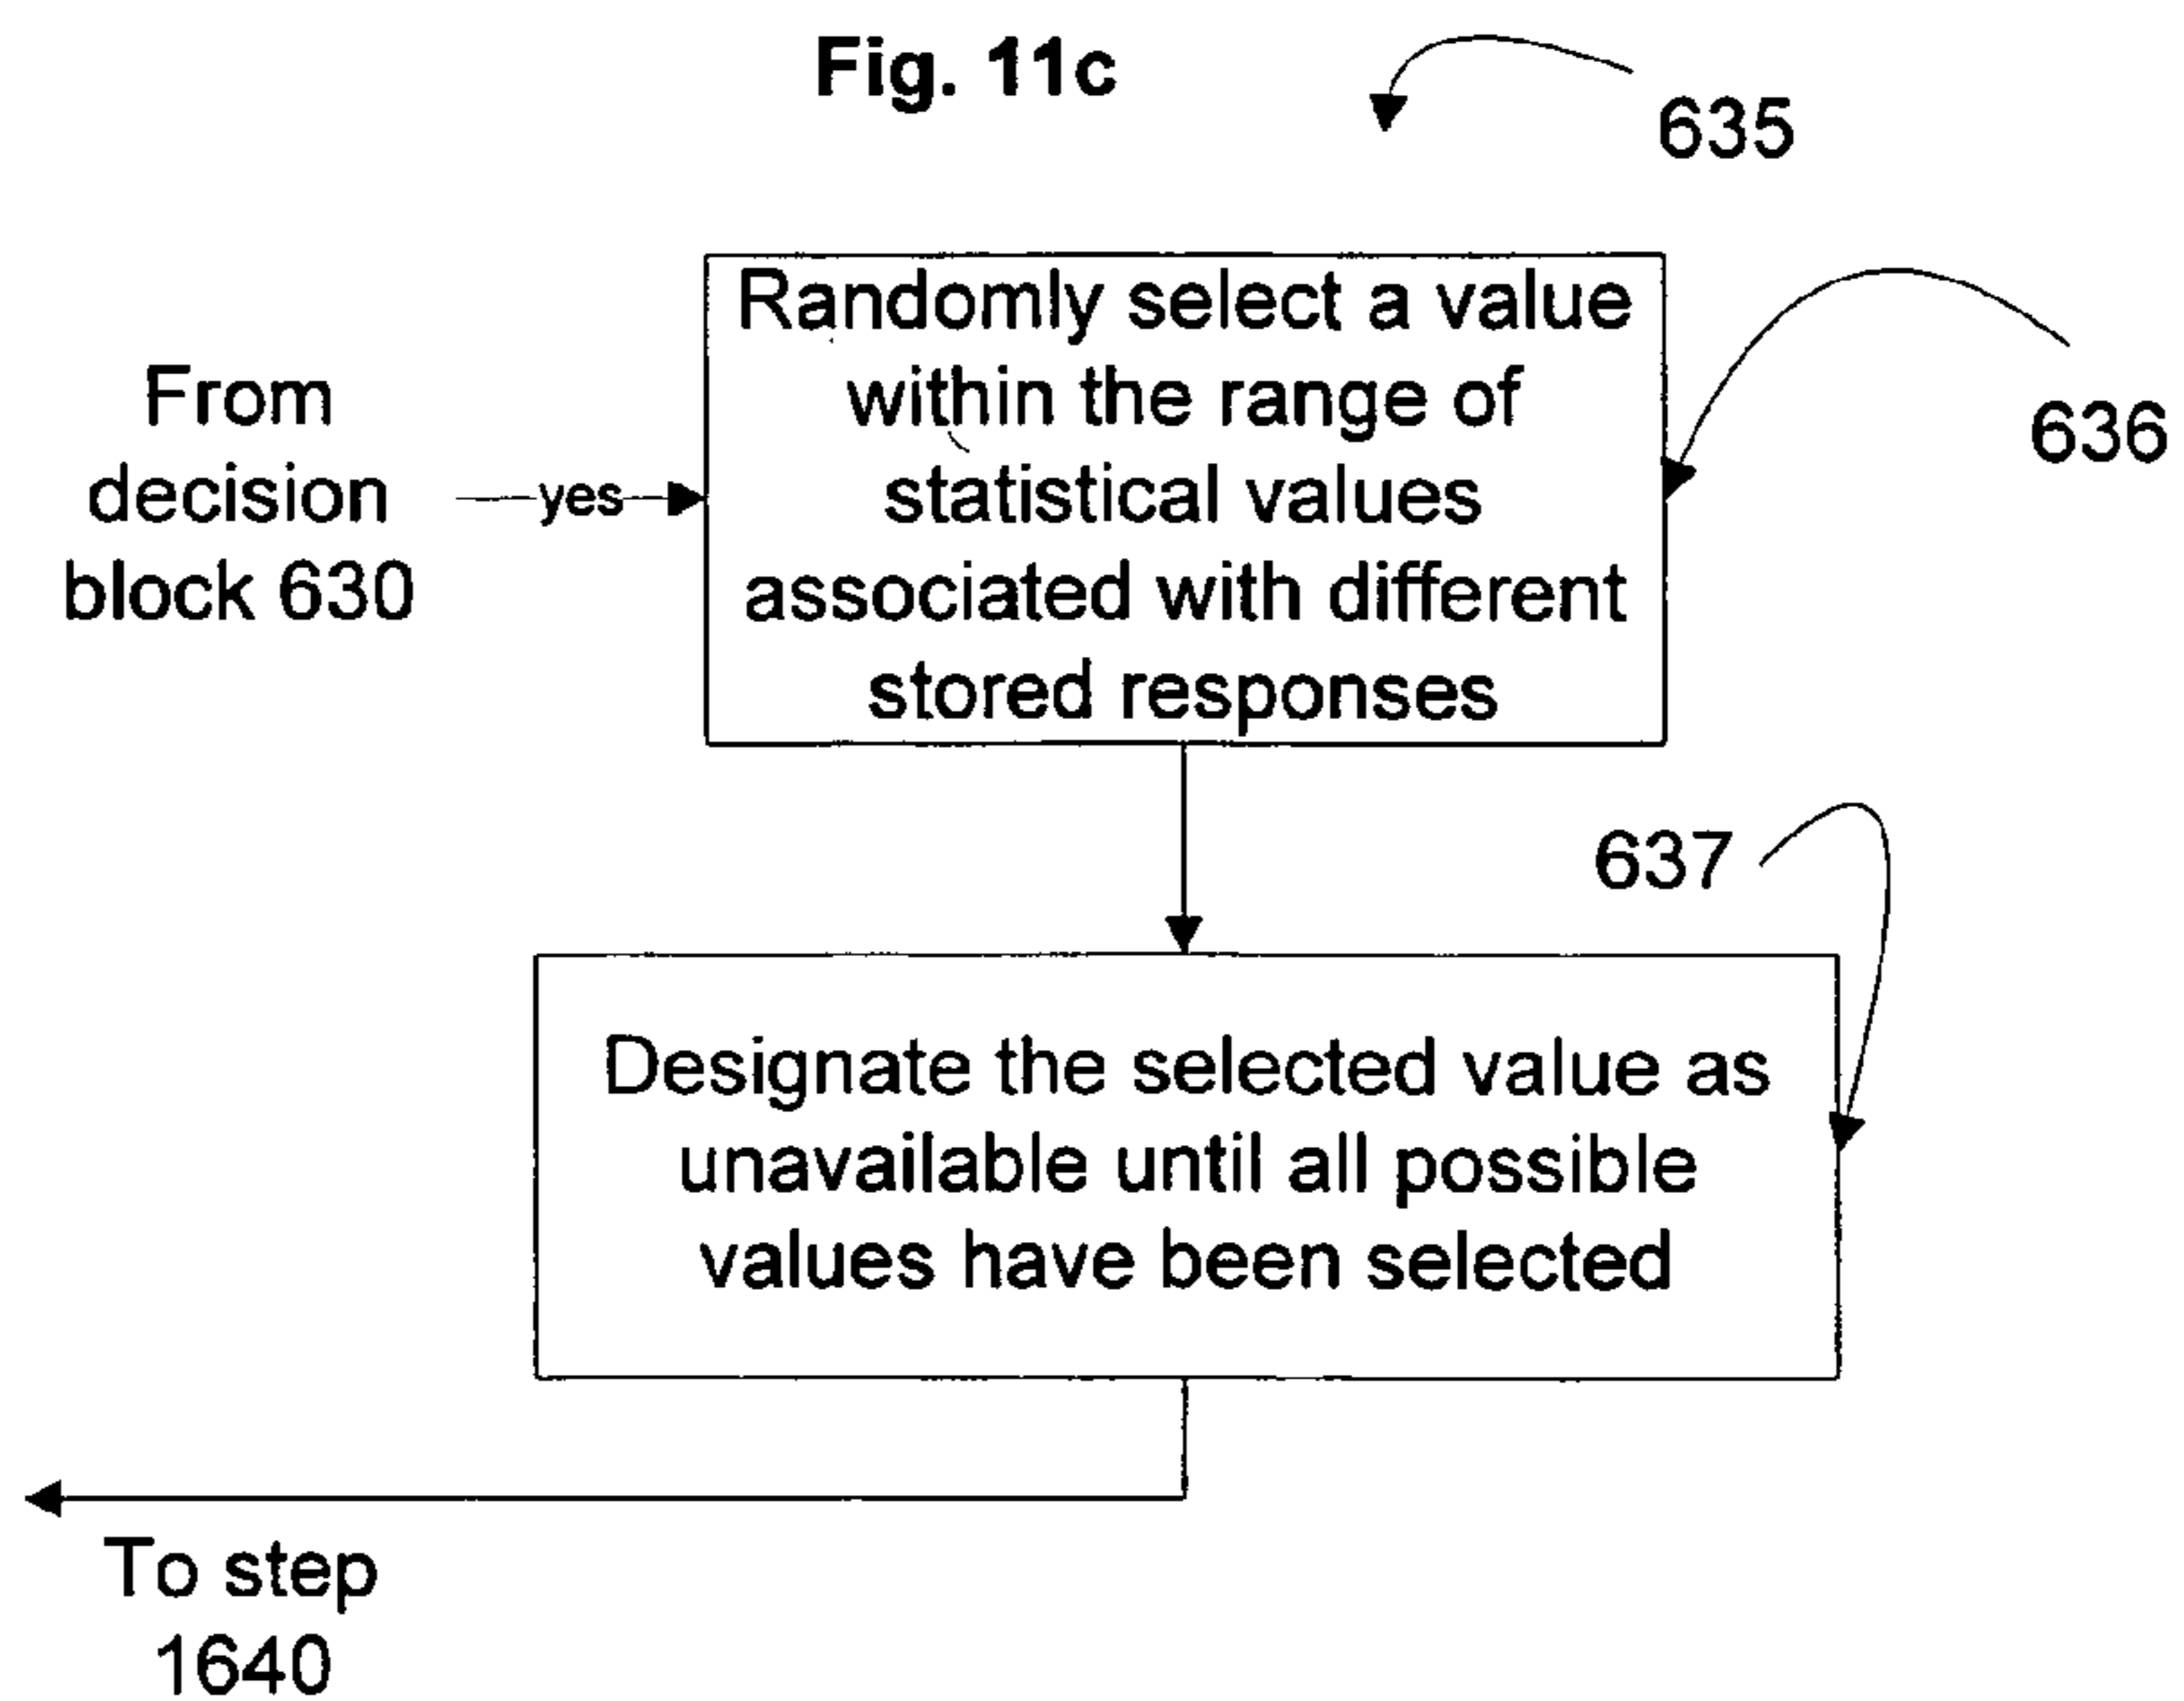 Fig. 11c
635
Randomly select a value
within the range of
statistical values
associated with different
stored responses
636
From
decision
block 630
yes
637
Designate the selected value as
unavailable until all possible
values have been selected
To step
1640